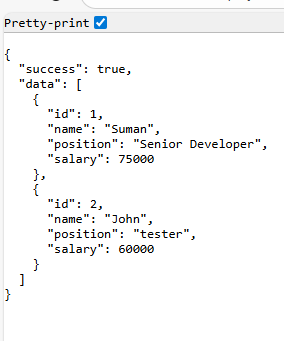 Pretty-print
{
  "success": true,
  "data": [
    {
      "id": 1,
      "name": "Suman",
      "position": "Senior Developer",
      "salary": 75000
    },
    {
      "id": 2,
      "name": "John",
      "position": "tester",
      "salary": 60000
    }
  ]
}